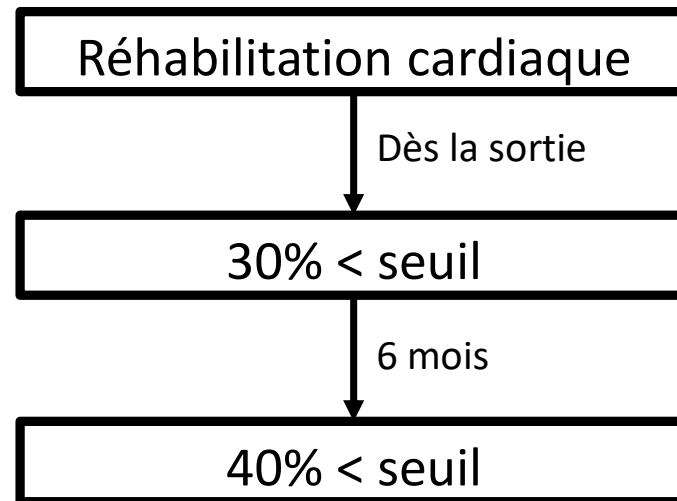 Réhabilitation cardiaque
Dès la sortie
30% < seuil
6 mois
40% < seuil